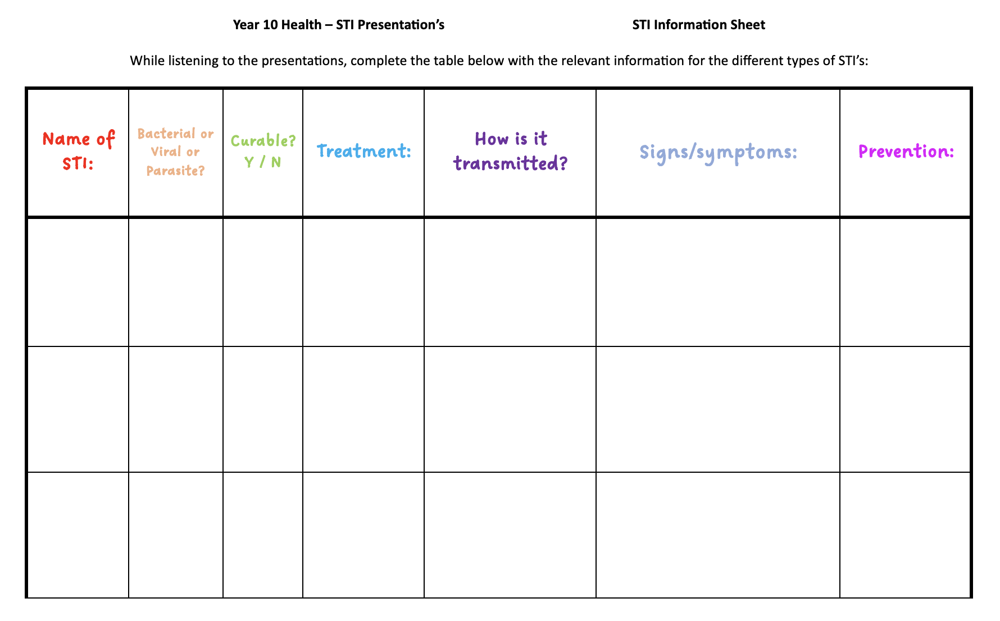 Year 10 Health – STI Presentation’s STI Information Sheet
While listening to the presentations, complete the table below with the relevant information for the different types of STI’s:
Name of
STI:
Bacterial or
Viral or
Parasite?
Curable?
Y / N
Treatment:
How is it
transmitted?
Signs/symptoms:
Prevention: